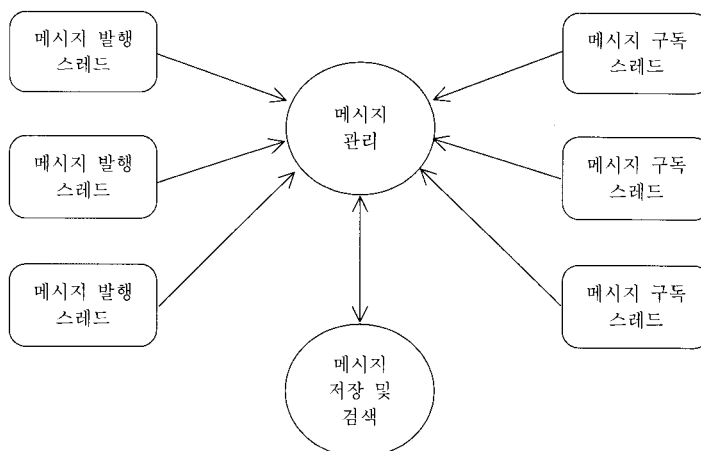 메시지 발행
스레드
메시지 발행
스레드
메시지 발행
스레드
메시지
관리
메시지
저장 및
검색
메시지 구독
스레드
메시지 구독
스레드
메시지 구독
스레드